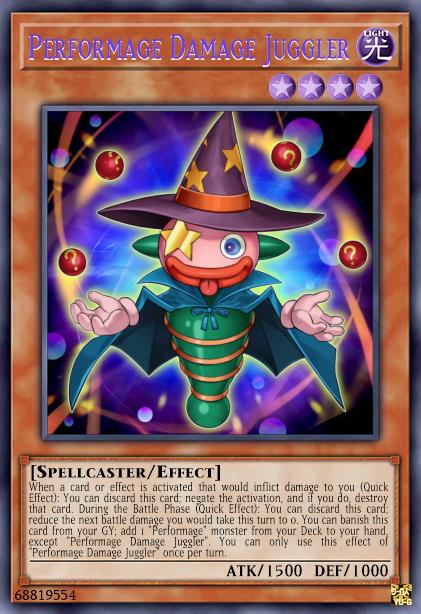 PERFORMAGE DAMAGE JUGGLER
LIGHT
光
?
?
?
?
[SPELLCASTER/EFFECT]
When a card or effect is activated that would inflict damage to you (Quick
Effect): You can discard this card; negate the activation, and if you do, destroy
that card. During the Battle Phase (Quick Effect): You can discard this card;
reduce the next battle damage you would take this turn to 0. You can banish this
card from your GY; add 1 "Performage" monster from your Deck to your hand,
except "Performage Damage Juggler". You can only use this effect of
"Performage Damage Juggler" once per turn.
ATK/1500 DEF/1000
68819554